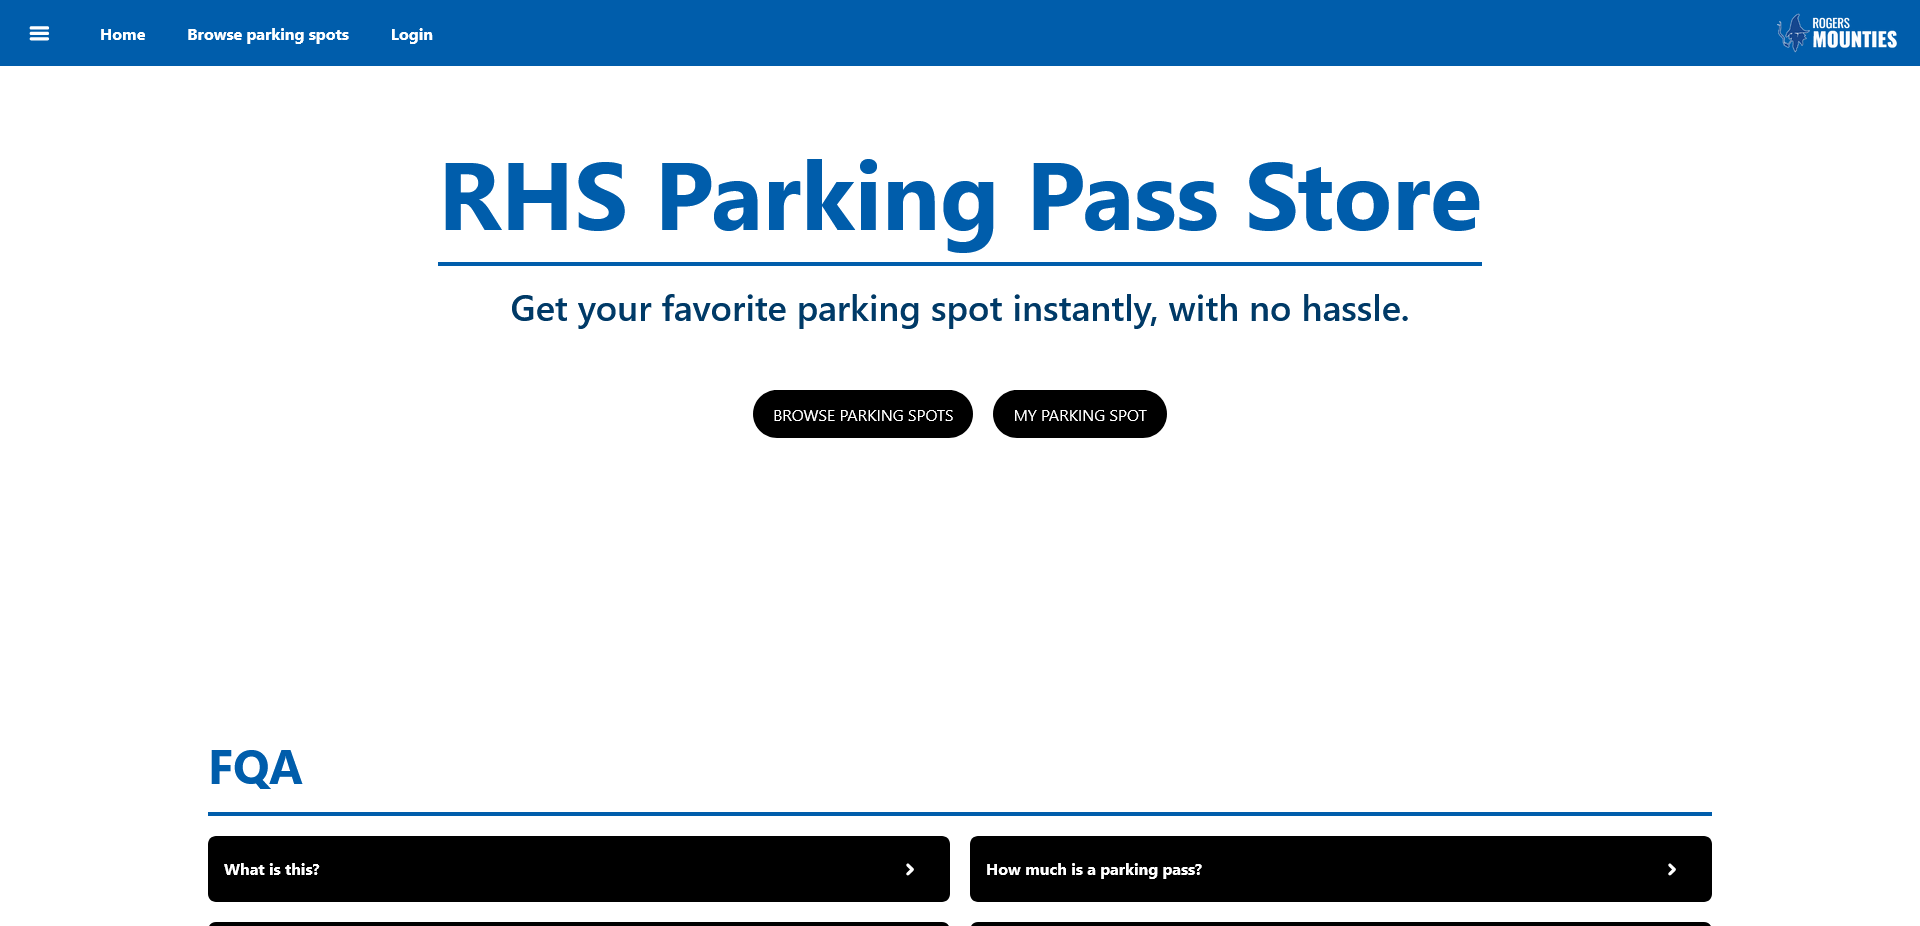 Home Browse parking spots Login
ROGERS
MOUNTIES
RHS Parking Pass Store
Get your favorite parking spot instantly, with no hassle.
BROWSE PARKING SPOTS MY PARKING SPOT
FQA
What is this? How much is a parking pass?